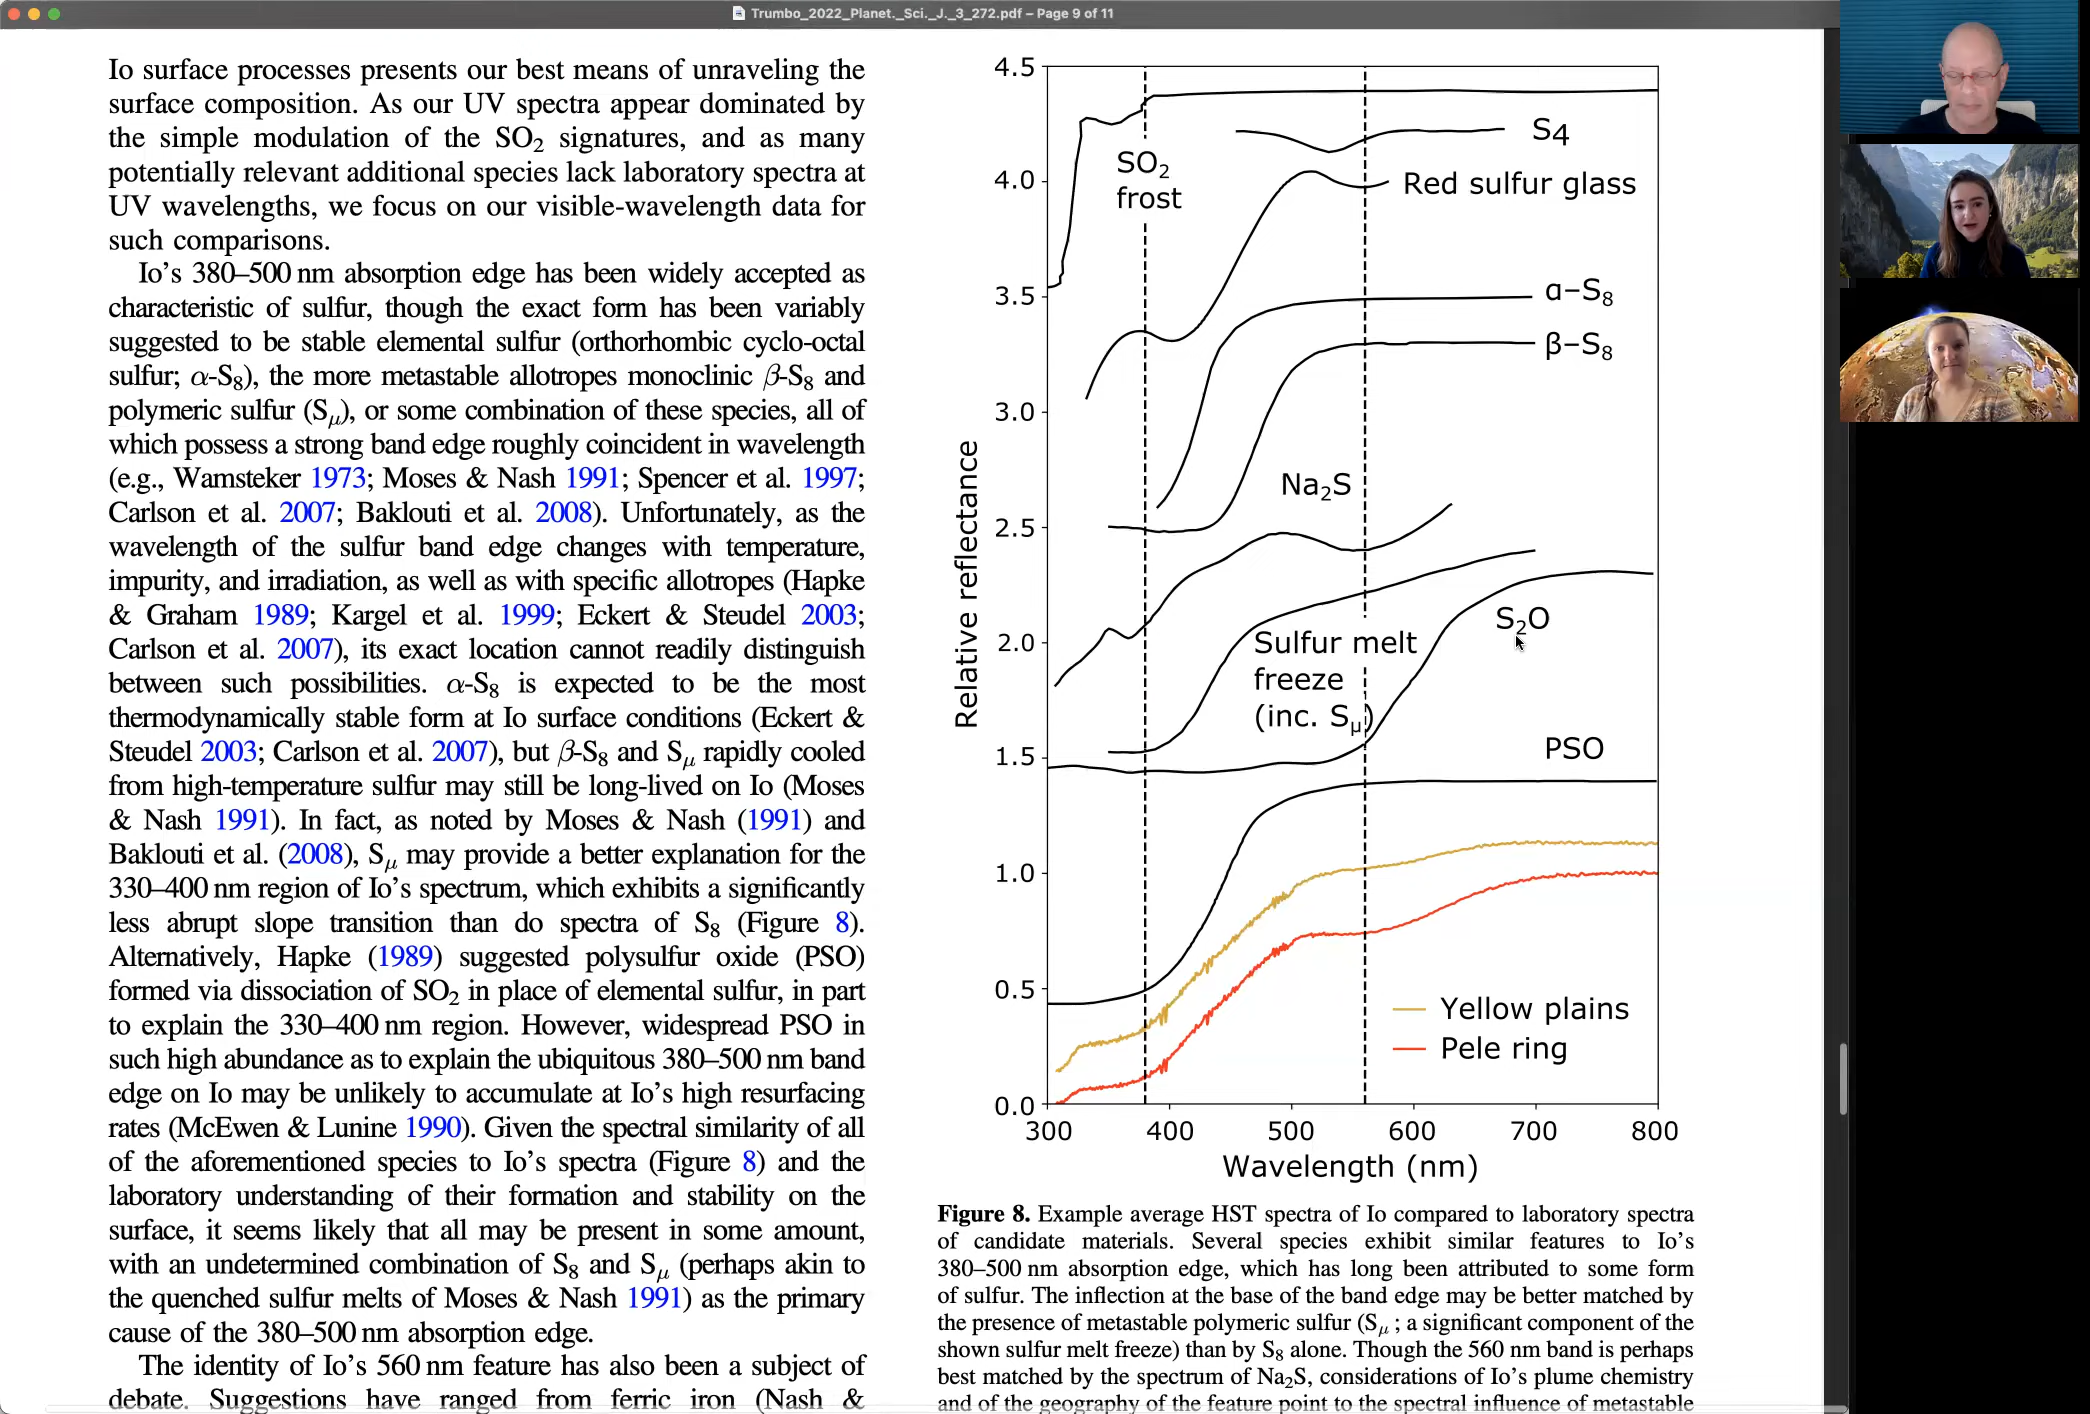 Trumbo_2022_Planet._Sci._J._3_272.pdf – Page 9 of 11
Io surface processes presents our best means of unraveling the
surface composition. As our UV spectra appear dominated by
the simple modulation of the SO₂ signatures, and as many
potentially relevant additional species lack laboratory spectra at
UV wavelengths, we focus on our visible-wavelength data for
such comparisons.
Io's 380–500 nm absorption edge has been widely accepted as
characteristic of sulfur, though the exact form has been variably
suggested to be stable elemental sulfur (orthorhombic cyclo-octal
sulfur; α-S₈), the more metastable allotropes monoclinic β-S₈ and
polymeric sulfur (Sμ), or some combination of these species, all of
which possess a strong band edge roughly coincident in wavelength
(e.g., Wamsteker 1973; Moses & Nash 1991; Spencer et al. 1997;
Carlson et al. 2007; Baklouti et al. 2008). Unfortunately, as the
wavelength of the sulfur band edge changes with temperature,
impurity, and irradiation, as well as with specific allotropes (Hapke
& Graham 1989; Kargel et al. 1999; Eckert & Steudel 2003;
Carlson et al. 2007), its exact location cannot readily distinguish
between such possibilities. α-S₈ is expected to be the most
thermodynamically stable form at Io surface conditions (Eckert &
Steudel 2003; Carlson et al. 2007), but β-S₈ and Sμ rapidly cooled
from high-temperature sulfur may still be long-lived on Io (Moses
& Nash 1991). In fact, as noted by Moses & Nash (1991) and
Baklouti et al. (2008), Sμ may provide a better explanation for the
330–400 nm region of Io's spectrum, which exhibits a significantly
less abrupt slope transition than do spectra of S₈ (Figure 8).
Alternatively, Hapke (1989) suggested polysulfur oxide (PSO)
formed via dissociation of SO₂ in place of elemental sulfur, in part
to explain the 330–400 nm region. However, widespread PSO in
such high abundance as to explain the ubiquitous 380–500 nm band
edge on Io may be unlikely to accumulate at Io's high resurfacing
rates (McEwen & Lunine 1990). Given the spectral similarity of all
of the aforementioned species to Io's spectra (Figure 8) and the
laboratory understanding of their formation and stability on the
surface, it seems likely that all may be present in some amount,
with an undetermined combination of S₈ and Sμ (perhaps akin to
the quenched sulfur melts of Moses & Nash 1991) as the primary
cause of the 380–500 nm absorption edge.
The identity of Io's 560 nm feature has also been a subject of
debate. Suggestions have ranged from ferric iron (Nash &
4.5
4.0
3.5
3.0
2.5
2.0
1.5
1.0
0.5
0.0
Relative reflectance
SO₂
frost
S4
Red sulfur glass
α–S₈
β–S₈
Na₂S
S₂O
Sulfur melt
freeze
(inc. Sμ)
PSO
Yellow plains
Pele ring
300 400 500 600 700 800
Wavelength (nm)
Figure 8. Example average HST spectra of Io compared to laboratory spectra
of candidate materials. Several species exhibit similar features to Io's
380–500 nm absorption edge, which has long been attributed to some form
of sulfur. The inflection at the base of the band edge may be better matched by
the presence of metastable polymeric sulfur (Sμ ; a significant component of the
shown sulfur melt freeze) than by S₈ alone. Though the 560 nm band is perhaps
best matched by the spectrum of Na₂S, considerations of Io's plume chemistry
and of the geography of the feature point to the spectral influence of metastable